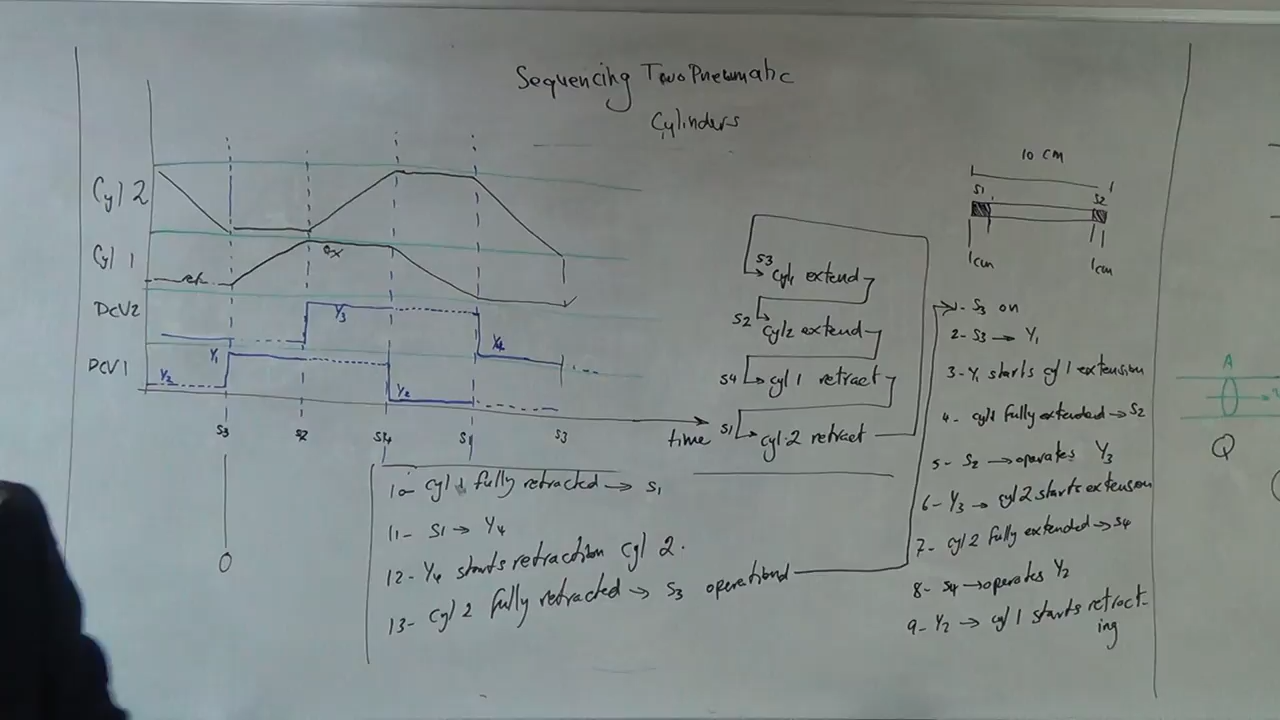 Sequencing Two Pneumatic
Cylinders
Cyl 2
Cyl 1
ret.
DCV2
Y3
Y4
DCV1
Y2
Y1
Y2
S3 S2 S4 S1 S3
time
0
S3 Cyl 1 extend
S2 Cyl 2 extend
S4 cyl 1 retract
S1 cyl 2 retract
10 cm
S1 S2
1cm 1cm
1- S3 on
2- S3 → Y1
3- Y1 starts cyl 1 extension
4- cyl 1 fully extended → S2
5- S2 → operates Y3
6- Y3 → cyl 2 starts extension
7- cyl 2 fully extended → S4
8- S4 → operates Y2
9- Y2 → cyl 1 starts retract-
ing
10- Cyl 1 fully retracted → S1
11- S1 → Y4
12- Y4 starts retraction Cyl 2.
13- Cyl 2 fully retracted → S3 operational
A
Q